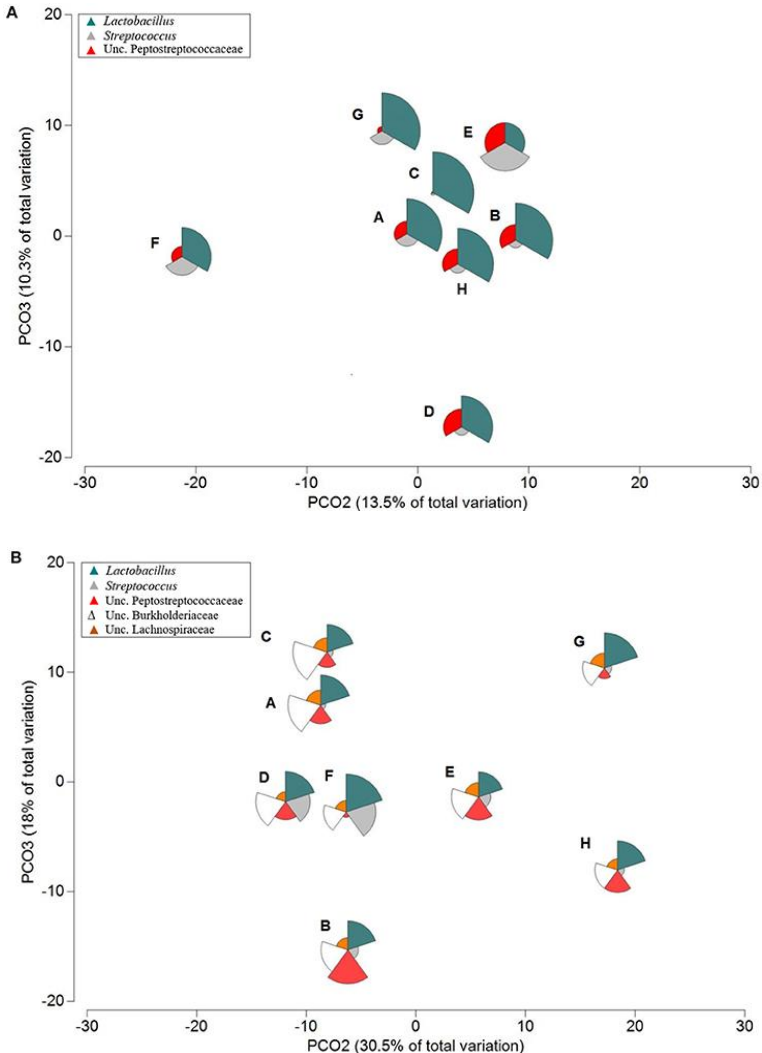 A
20
Lactobacillus
Streptococcus
Unc. Peptostreptococcaceae
10
0
-10
-20
PCO3 (10.3% of total variation)
G
E
C
A
B
F
H
D
-30
-20
-10
0
10
20
30
PCO2 (13.5% of total variation)
B
20
Lactobacillus
Streptococcus
Unc. Peptostreptococcaceae
Unc. Burkholderiaceae
Unc. Lachnospiraceae
10
0
-10
-20
PCO3 (18% of total variation)
C
G
A
D
F
E
H
B
-30
-20
-10
0
10
20
30
PCO2 (30.5% of total variation)